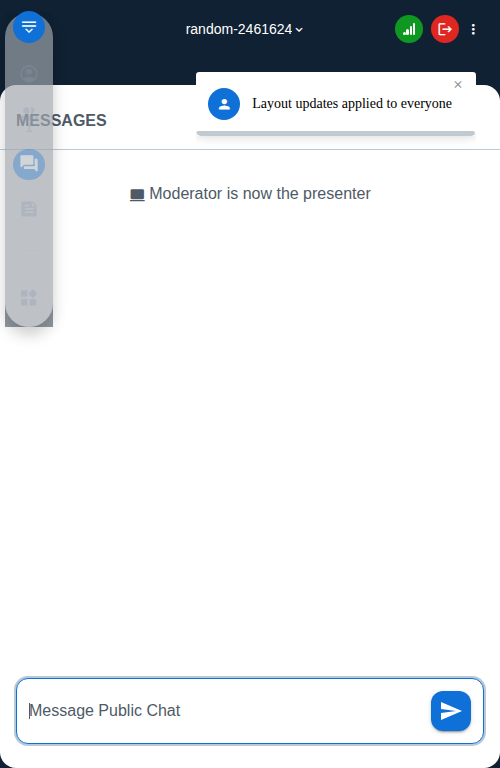 random-2461624
Layout updates applied to everyone
MESSAGES
Moderator is now the presenter
Message Public Chat